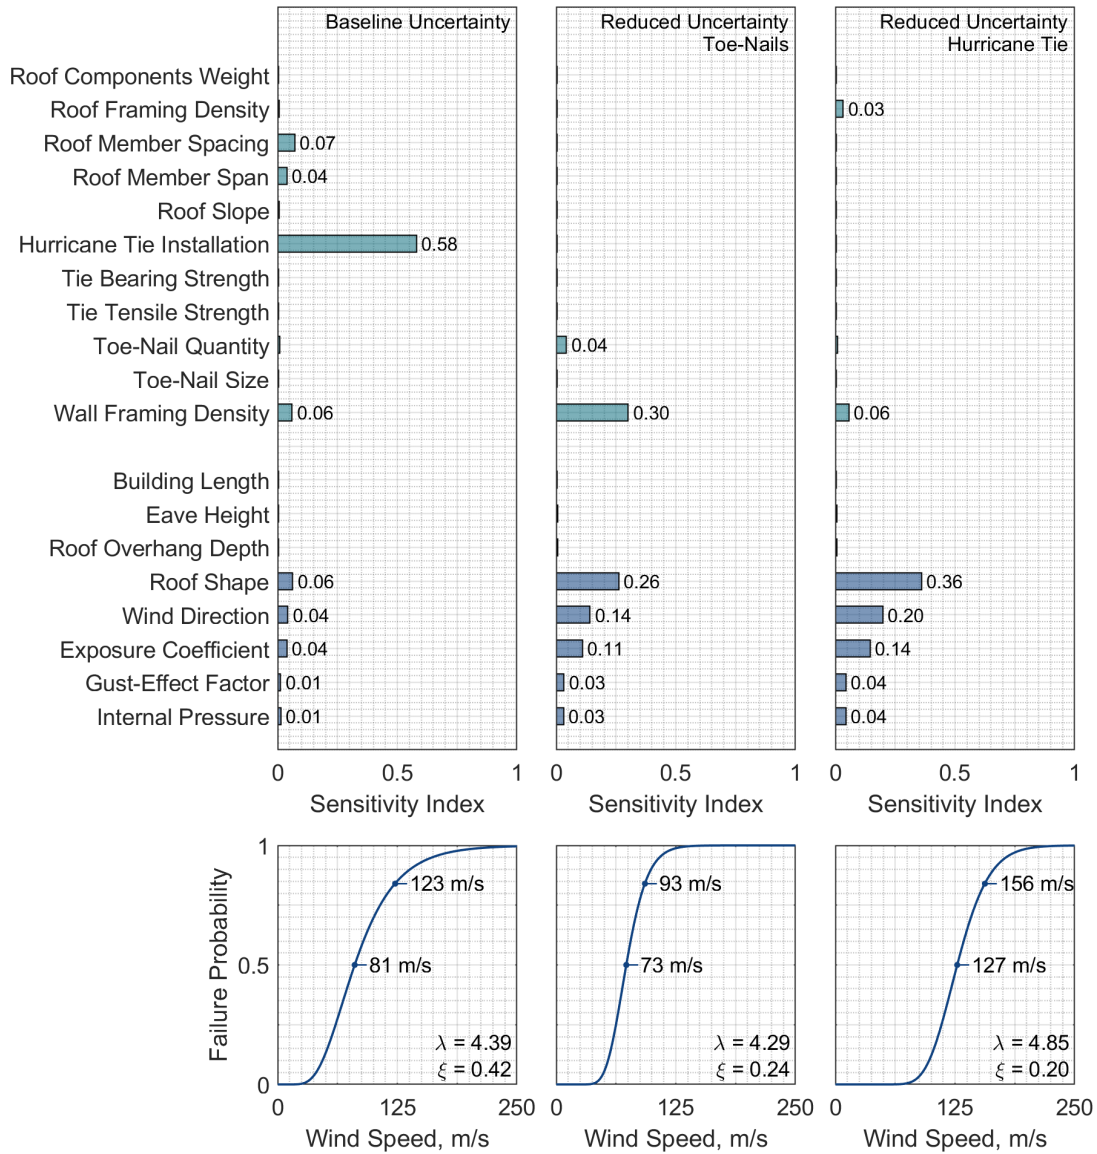 Baseline Uncertainty
Reduced Uncertainty
Toe-Nails
Reduced Uncertainty
Hurricane Tie
Roof Components Weight
Roof Framing Density
0.03
Roof Member Spacing
0.07
Roof Member Span
0.04
Roof Slope
Hurricane Tie Installation
0.58
Tie Bearing Strength
Tie Tensile Strength
Toe-Nail Quantity
0.04
Toe-Nail Size
Wall Framing Density
0.06
0.30
0.06
Building Length
Eave Height
Roof Overhang Depth
Roof Shape
0.06
0.26
0.36
Wind Direction
0.04
0.14
0.20
Exposure Coefficient
0.04
0.11
0.14
Gust-Effect Factor
0.01
0.03
0.04
Internal Pressure
0.01
0.03
0.04
0 0.5 1
0 0.5 1
0 0.5 1
Sensitivity Index
Sensitivity Index
Sensitivity Index
Failure Probability
1
0.5
0
123 m/s
81 m/s
λ = 4.39
ξ = 0.42
93 m/s
73 m/s
λ = 4.29
ξ = 0.24
156 m/s
127 m/s
λ = 4.85
ξ = 0.20
0 125 250
0 125 250
0 125 250
Wind Speed, m/s
Wind Speed, m/s
Wind Speed, m/s